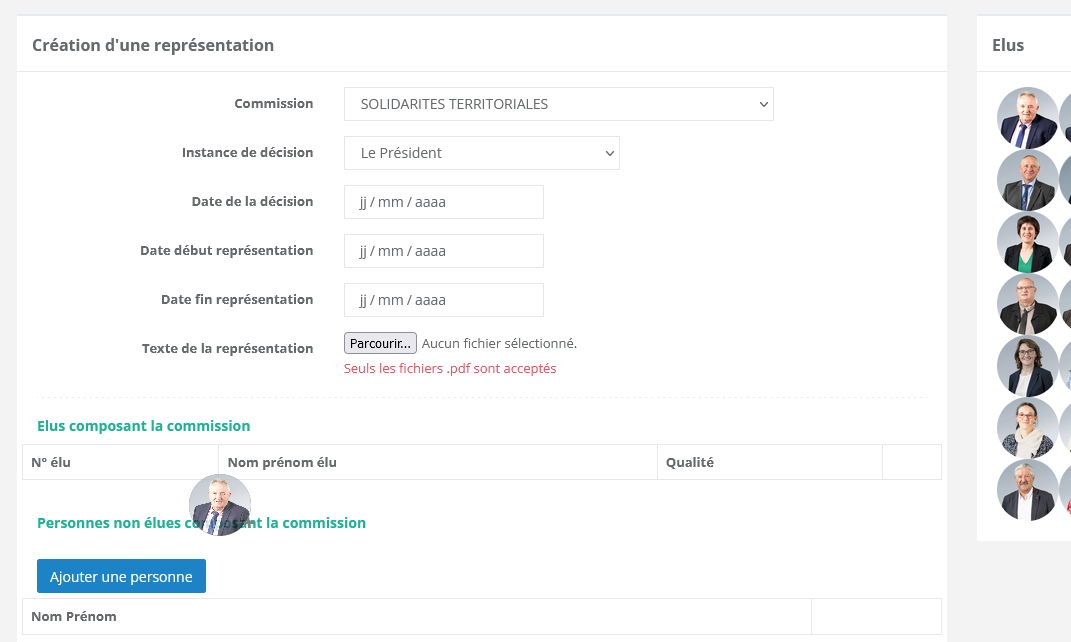 Création d'une représentation
Elus
Commission
SOLIDARITES TERRITORIALES
Instance de décision
Le Président
Date de la décision
jj / mm / aaaa
Date début représentation
jj / mm / aaaa
Date fin représentation
jj / mm / aaaa
Texte de la représentation
Parcourir... Aucun fichier sélectionné.
Seuls les fichiers .pdf sont acceptés
Elus composant la commission
N° élu
Nom prénom élu
Qualité
Personnes non élues composant la commission
Ajouter une personne
Nom Prénom